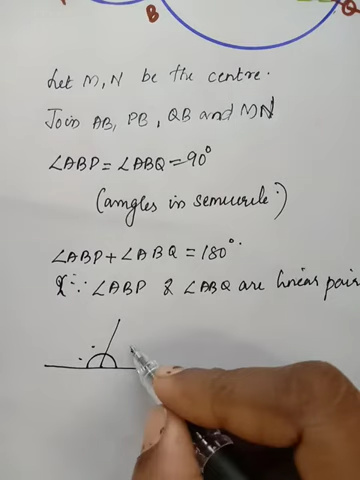 B
Q
Let M, N be the centre.
Join AB, PB, QB and MN
∠ABP = ∠ABQ = 90°
(angles in semicircle)
∠ABP + ∠ABQ = 180°.
∵ ∠ABP & ∠ABQ are linear pair